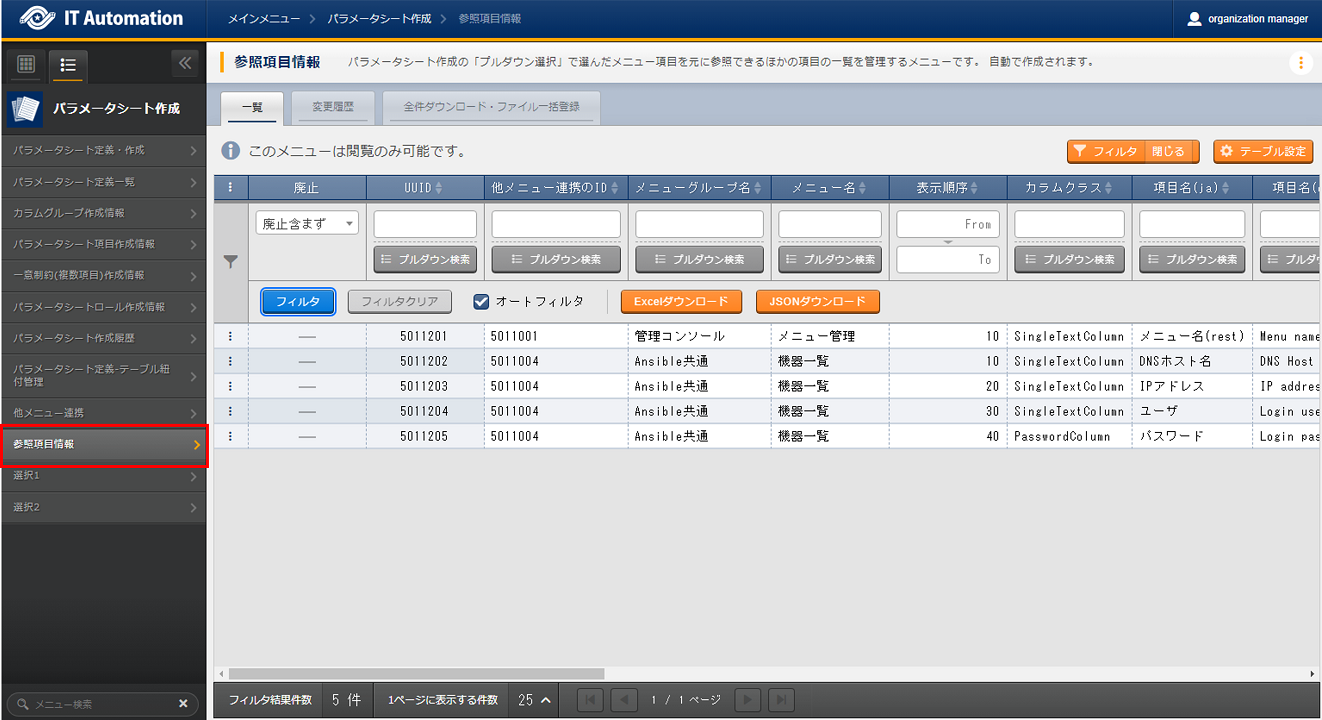 IT Automation
メインメニュー > パラメータシート作成 > 参照項目情報
organization manager
パラメータシート作成
パラメータシート定義・作成
パラメータシート定義一覧
カラムグループ作成情報
パラメータシート項目作成情報
一意制約(複数項目)作成情報
パラメータシートロール作成情報
パラメータシート作成履歴
パラメータシート定義-テーブル紐
付管理
他メニュー連携
参照項目情報
選択1
選択2
メニュー検索
参照項目情報 パラメータシート作成の「プルダウン選択」で選んだメニュー項目を元に参照できるほかの項目の一覧を管理するメニューです。 自動で作成されます。
一覧 変更履歴 全件ダウンロード・ファイル一括登録
このメニューは閲覧のみ可能です。 フィルタ 閉じる テーブル設定
廃止 UUID 他メニュー連携のID メニューグループ名 メニュー名 表示順序 カラムクラス 項目名(ja) 項目名(
廃止含まず From
プルダウン検索 プルダウン検索 プルダウン検索 プルダウン検索 To プルダウン検索 プルダウン検索 プルダ
フィルタ フィルタクリア オートフィルタ Excelダウンロード JSONダウンロード
— 5011201 5011001 管理コンソール メニュー管理 10 SingleTextColumn メニュー名(rest) Menu name
— 5011202 5011004 Ansible共通 機器一覧 10 SingleTextColumn DNSホスト名 DNS Host
— 5011203 5011004 Ansible共通 機器一覧 20 SingleTextColumn IPアドレス IP addres
— 5011204 5011004 Ansible共通 機器一覧 30 SingleTextColumn ユーザ Login use
— 5011205 5011004 Ansible共通 機器一覧 40 PasswordColumn パスワード Login pas
フィルタ結果件数 5 件 1ページに表示する件数 25 1 / 1 ページ